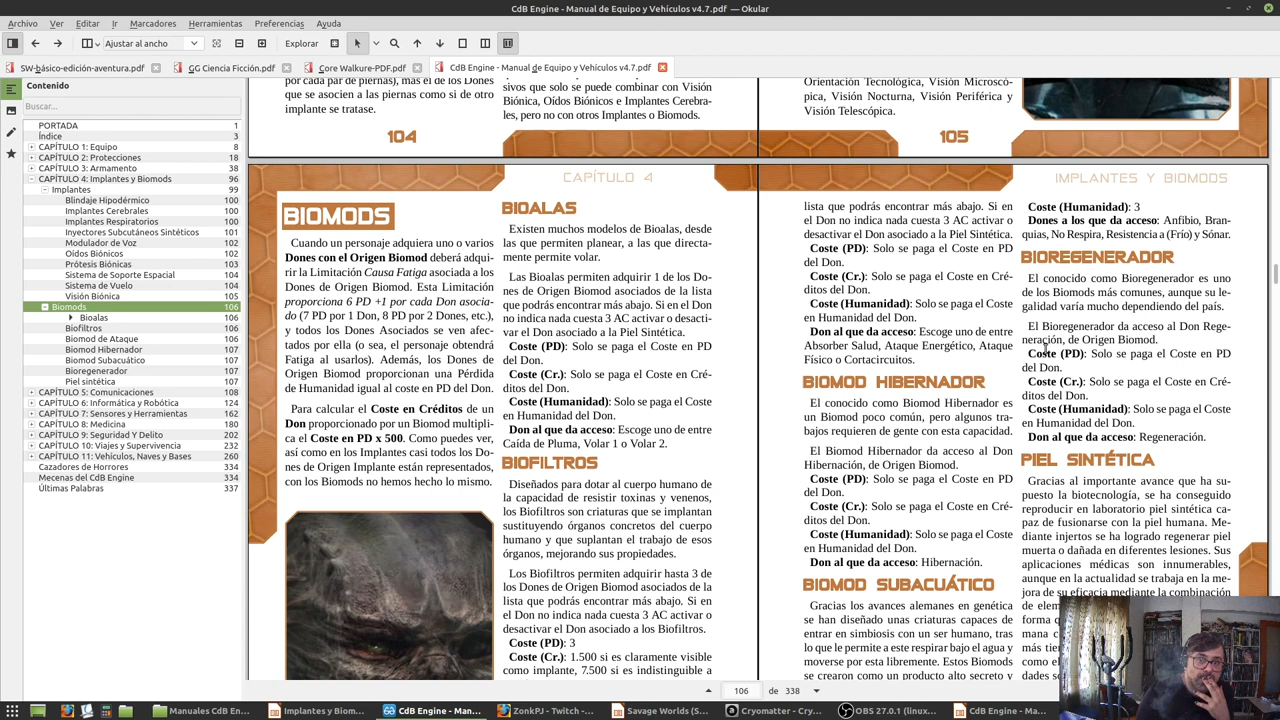 CdB Engine - Manual de Equipo y Vehículos v4.7.pdf — Okular
Archivo Ver Editar Ir Marcadores Herramientas Preferencias Ayuda
Ajustar al ancho
Explorar
SW-básico-edición-aventura.pdf
GG Ciencia Ficción.pdf
Core Walkure-PDF.pdf
CdB Engine - Manual de Equipo y Vehículos v4.7.pdf
Contenido
Buscar...
PORTADA 1
Índice 3
CAPÍTULO 1: Equipo 8
CAPÍTULO 2: Protecciones 18
CAPÍTULO 3: Armamento 38
CAPÍTULO 4: Implantes y Biomods 96
Implantes 99
Blindaje Hipodérmico 100
Implantes Cerebrales 100
Implantes Respiratorios 100
Inyectores Subcutáneos Sintéticos 101
Modulador de Voz 102
Oídos Biónicos 102
Prótesis Biónicas 103
Sistema de Soporte Espacial 104
Sistema de Vuelo 104
Visión Biónica 105
Biomods 106
Bioalas 106
Biofiltros 106
Biomod de Ataque 106
Biomod Hibernador 107
Biomod Subacuático 107
Bioregenerador 107
Piel sintética 107
CAPÍTULO 5: Comunicaciones 108
CAPÍTULO 6: Informática y Robótica 124
CAPÍTULO 7: Sensores y Herramientas 162
CAPÍTULO 8: Medicina 180
CAPÍTULO 9: Seguridad Y Delito 202
CAPÍTULO 10: Viajes y Supervivencia 232
CAPÍTULO 11: Vehículos, Naves y Bases 260
Cazadores de Horrores 334
Mecenas del CdB Engine 334
Últimas Palabras 337
por cada par de piernas), más el de los Dones
que se asocien a las piernas como si de otro
implante se tratase.
sivos que solo se puede combinar con Visión
Biónica, Oídos Biónicos e Implantes Cerebra-
les, pero no con otros Implantes o Biomods.
104
Orientación Tecnológica, Visión Microscó-
pica, Visión Nocturna, Visión Periférica y
Visión Telescópica.
105
CAPÍTULO 4
BIOMODS
Cuando un personaje adquiera uno o varios
Dones con el Origen Biomod deberá adqui-
rir la Limitación Causa Fatiga asociada a los
Dones de Origen Biomod. Esta Limitación
proporciona 6 PD +1 por cada Don asocia-
do (7 PD por 1 Don, 8 PD por 2 Dones, etc.),
y todos los Dones Asociados se ven afec-
tados por ella (o sea, el personaje obtendrá
Fatiga al usarlos). Además, los Dones de
Origen Biomod proporcionan una Pérdida
de Humanidad igual al coste en PD del Don.
Para calcular el Coste en Créditos de un
Don proporcionado por un Biomod multipli-
ca el Coste en PD x 500. Como puedes ver,
así como en los Implantes casi todos los Do-
nes de Origen Implante están representados,
con los Biomods no hemos hecho lo mismo.
BIOALAS
Existen muchos modelos de Bioalas, desde
las que permiten planear, a las que directa-
mente permite volar.
Las Bioalas permiten adquirir 1 de los Do-
nes de Origen Biomod asociados de la lista
que podrás encontrar más abajo. Si en el Don
no indica nada cuesta 3 AC activar o desacti-
var el Don asociado a la Piel Sintética.
Coste (PD): Solo se paga el Coste en PD
del Don.
Coste (Cr.): Solo se paga el Coste en Cré-
ditos del Don.
Coste (Humanidad): Solo se paga el Coste
en Humanidad del Don.
Don al que da acceso: Escoge uno de entre
Caída de Pluma, Volar 1 o Volar 2.
BIOFILTROS
Diseñados para dotar al cuerpo humano de
la capacidad de resistir toxinas y venenos,
los Biofiltros son criaturas que se implantan
sustituyendo órganos concretos del cuerpo
humano y que suplantan el trabajo de esos
órganos, mejorando sus propiedades.
Los Biofiltros permiten adquirir hasta 3 de
los Dones de Origen Biomod asociados de la
lista que podrás encontrar más abajo. Si en
el Don no indica nada cuesta 3 AC activar o
desactivar el Don asociado a los Biofiltros.
Coste (PD): 3
Coste (Cr.): 1.500 si es claramente visible
como implante, 7.500 si es indistinguible a
IMPLANTES Y BIOMODS
lista que podrás encontrar más abajo. Si en
el Don no indica nada cuesta 3 AC activar o
desactivar el Don asociado a la Piel Sintética.
Coste (PD): Solo se paga el Coste en PD
del Don.
Coste (Cr.): Solo se paga el Coste en Cré-
ditos del Don.
Coste (Humanidad): Solo se paga el Coste
en Humanidad del Don.
Don al que da acceso: Escoge uno de entre
Absorber Salud, Ataque Energético, Ataque
Físico o Cortacircuitos.
BIOMOD HIBERNADOR
El conocido como Biomod Hibernador es
un Biomod poco común, pero algunos tra-
bajos requieren de gente con esta capacidad.
El Biomod Hibernador da acceso al Don
Hibernación, de Origen Biomod.
Coste (PD): Solo se paga el Coste en PD
del Don.
Coste (Cr.): Solo se paga el Coste en Cré-
ditos del Don.
Coste (Humanidad): Solo se paga el Coste
en Humanidad del Don.
Don al que da acceso: Hibernación.
BIOMOD SUBACUÁTICO
Gracias los avances alemanes en genética
se han diseñado unas criaturas capaces de
entrar en simbiosis con un ser humano, tras
lo que le permite a este respirar bajo el agua y
moverse por esta libremente. Estos Biomods
se crearon como un producto alto secreto y
Coste (Humanidad): 3
Dones a los que da acceso: Anfibio, Bran-
quias, No Respira, Resistencia a (Frío) y Sónar.
BIOREGENERADOR
El conocido como Bioregenerador es uno
de los Biomods más comunes, aunque su le-
galidad varía mucho dependiendo del país.
El Bioregenerador da acceso al Don Rege-
neración, de Origen Biomod.
Coste (PD): Solo se paga el Coste en PD
del Don.
Coste (Cr.): Solo se paga el Coste en Cré-
ditos del Don.
Coste (Humanidad): Solo se paga el Coste
en Humanidad del Don.
Don al que da acceso: Regeneración.
PIEL SINTÉTICA
Gracias al importante avance que ha su-
puesto la biotecnología, se ha conseguido
reproducir en laboratorio piel sintética ca-
paz de fusionarse con la piel humana. Me-
diante injertos se ha logrado regenerar piel
muerta o dañada en diferentes lesiones. Sus
aplicaciones médicas son innumerables,
aunque en la actualidad se trabaja en la me-
jora de su eficacia mediante la combinación
de elem
forma q
mana c
más tien
como el
dades s
106 de 338
Manuales CdB En...
Implantes y Biom...
CdB Engine - Man...
ZonkPJ - Twitch -...
Savage Worlds (S...
Cryomatter - Cry...
OBS 27.0.1 (linux...
CdB Engine - Man...